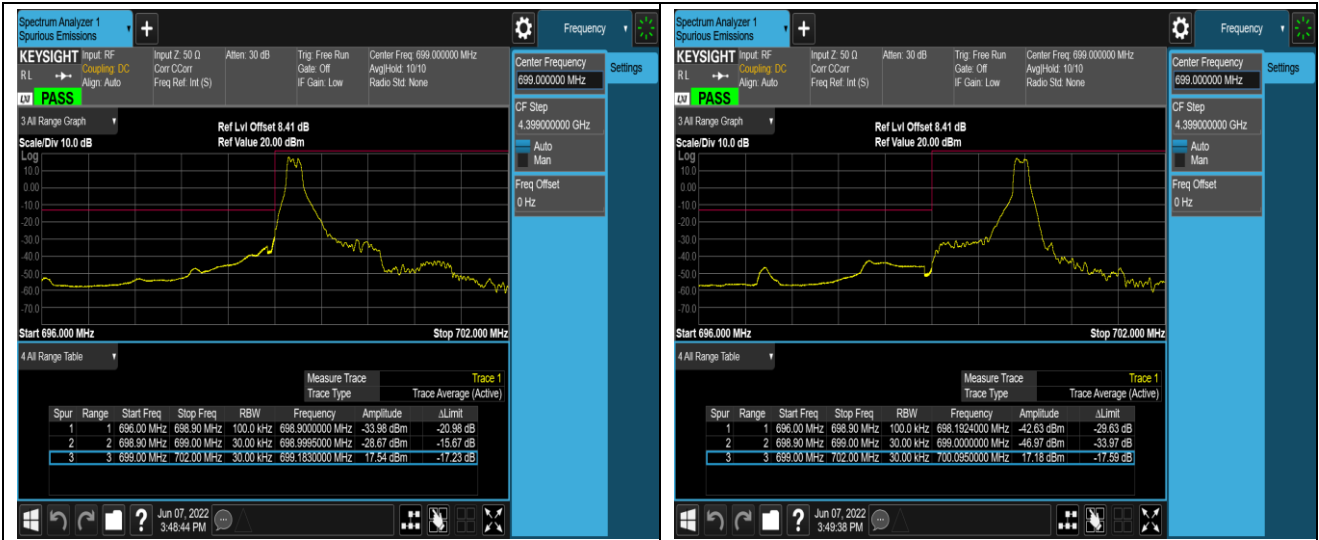 Spectrum Analyzer 1
Spurious Emissions
+
Frequency
KEYSIGHT Input: RF Input Z: 50 Ω Atten: 30 dB Trig: Free Run Center Freq: 699.000000 MHz
R L Coupling: DC Corr CCorr Gate: Off Avg|Hold: 10/10
Align: Auto Freq Ref: Int (S) IF Gain: Low Radio Std: None
PASS
Center Frequency
699.000000 MHz
Settings
CF Step
4.399000000 GHz
Auto
Man
Freq Offset
0 Hz
3 All Range Graph
Ref Lvl Offset 8.41 dB
Scale/Div 10.0 dB Ref Value 20.00 dBm
Log
10.0
0.00
-10.0
-20.0
-30.0
-40.0
-50.0
-60.0
-70.0
Start 696.000 MHz Stop 702.000 MHz
4 All Range Table
Measure Trace Trace 1
Trace Type Trace Average (Active)
Spur Range Start Freq Stop Freq RBW Frequency Amplitude ΔLimit
1 1 696.00 MHz 698.90 MHz 100.0 kHz 698.9000000 MHz -33.98 dBm -20.98 dB
2 2 698.90 MHz 699.00 MHz 30.00 kHz 698.9995000 MHz -28.67 dBm -15.67 dB
3 3 699.00 MHz 702.00 MHz 30.00 kHz 699.1830000 MHz 17.54 dBm -17.23 dB
?
Jun 07, 2022
3:48:44 PM
Spectrum Analyzer 1
Spurious Emissions
+
Frequency
KEYSIGHT Input: RF Input Z: 50 Ω Atten: 30 dB Trig: Free Run Center Freq: 699.000000 MHz
R L Coupling: DC Corr CCorr Gate: Off Avg|Hold: 10/10
Align: Auto Freq Ref: Int (S) IF Gain: Low Radio Std: None
PASS
Center Frequency
699.000000 MHz
Settings
CF Step
4.399000000 GHz
Auto
Man
Freq Offset
0 Hz
3 All Range Graph
Ref Lvl Offset 8.41 dB
Scale/Div 10.0 dB Ref Value 20.00 dBm
Log
10.0
0.00
-10.0
-20.0
-30.0
-40.0
-50.0
-60.0
-70.0
Start 696.000 MHz Stop 702.000 MHz
4 All Range Table
Measure Trace Trace 1
Trace Type Trace Average (Active)
Spur Range Start Freq Stop Freq RBW Frequency Amplitude ΔLimit
1 1 696.00 MHz 698.90 MHz 100.0 kHz 698.1924000 MHz -42.63 dBm -29.63 dB
2 2 698.90 MHz 699.00 MHz 30.00 kHz 699.0000000 MHz -46.97 dBm -33.97 dB
3 3 699.00 MHz 702.00 MHz 30.00 kHz 700.0950000 MHz 17.18 dBm -17.59 dB
?
Jun 07, 2022
3:49:38 PM